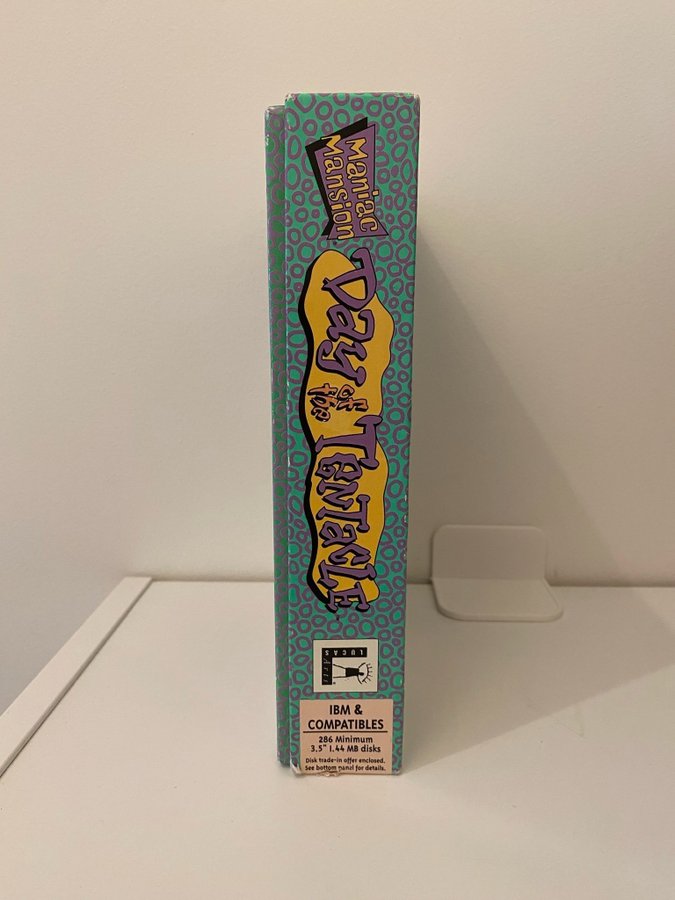 Maniac
Mansion®
Day
of
the
Tentacle™
LUCAS
Arts
IBM &
COMPATIBLES
286 Minimum
3.5" 1.44 MB disks
Disk trade-in offer enclosed.
See bottom panel for details.